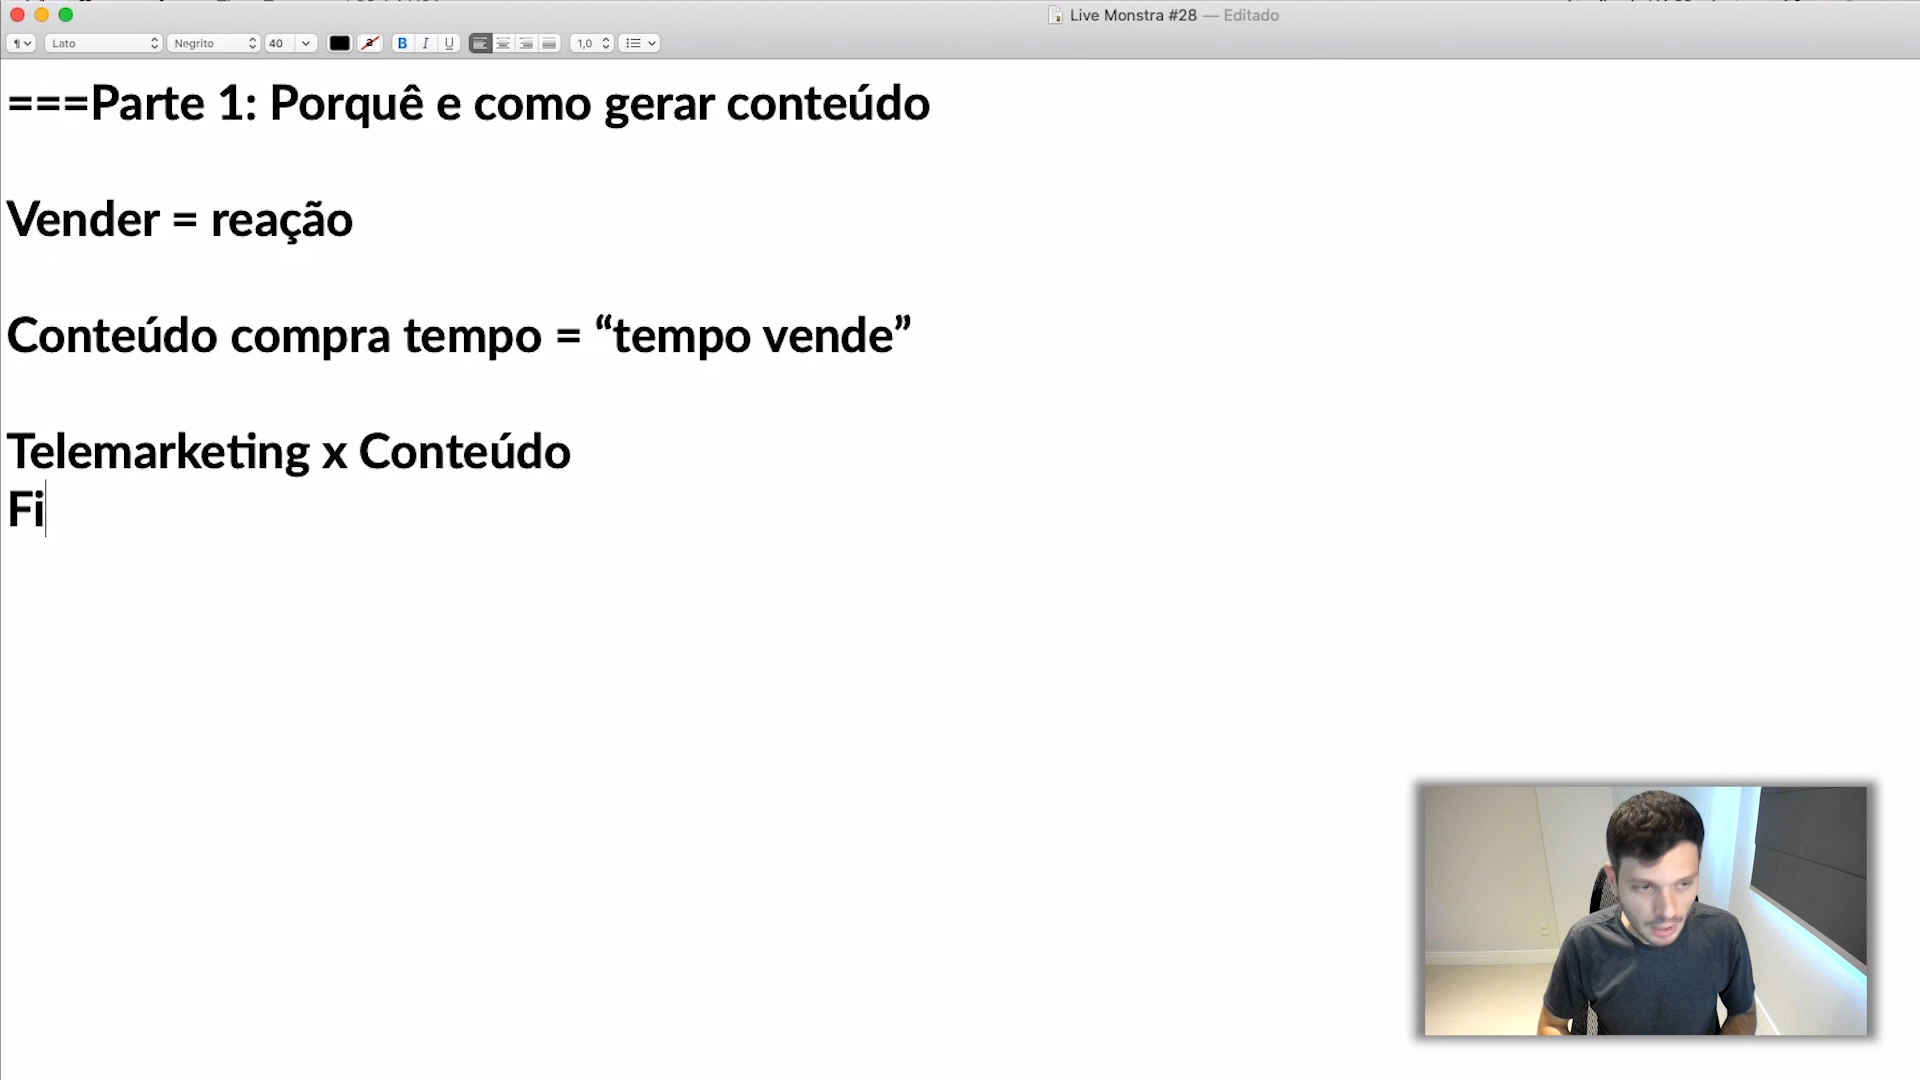 Live Monstra #28 — Editado
Lato
Negrito
40
a
B
I
U
1,0
===Parte 1: Porquê e como gerar conteúdo
Vender = reação
Conteúdo compra tempo = “tempo vende”
Telemarketing x Conteúdo
Fi